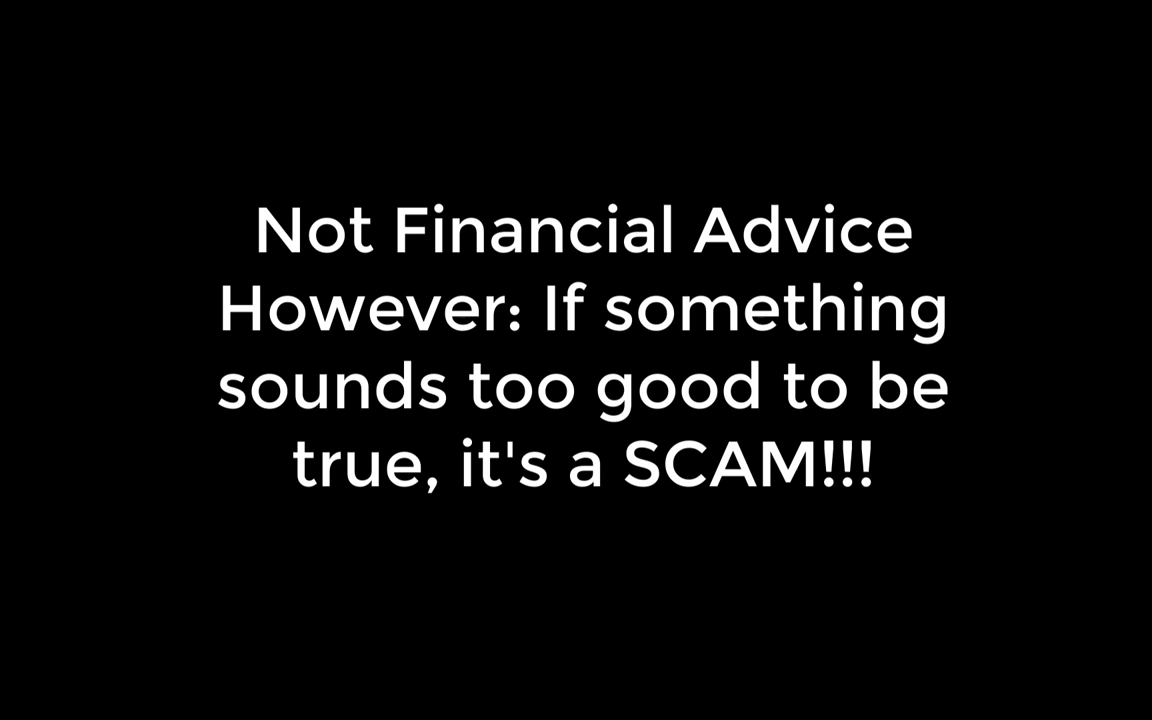 Not Financial Advice
However: If something
sounds too good to be
true, it's a SCAM!!!